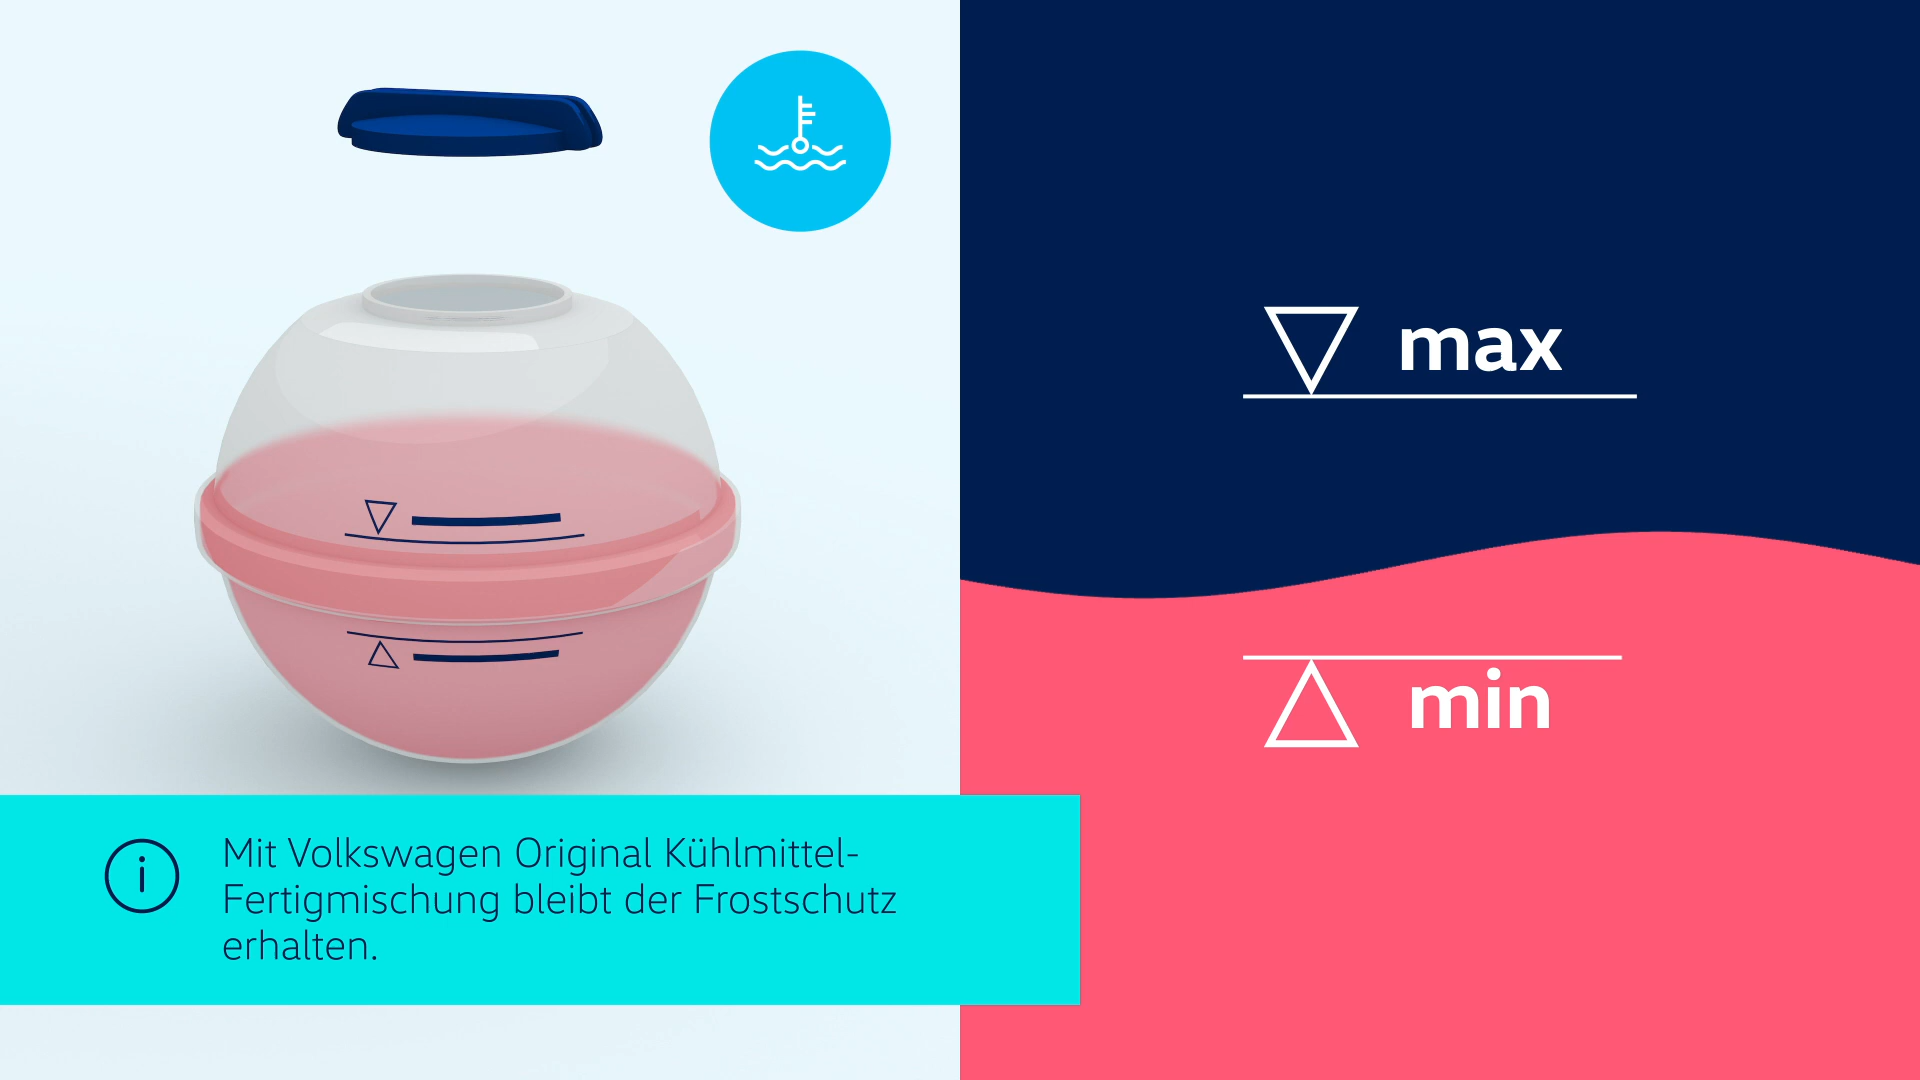 max
min
Mit Volkswagen Original Kühlmittel-
Fertigmischung bleibt der Frostschutz
erhalten.